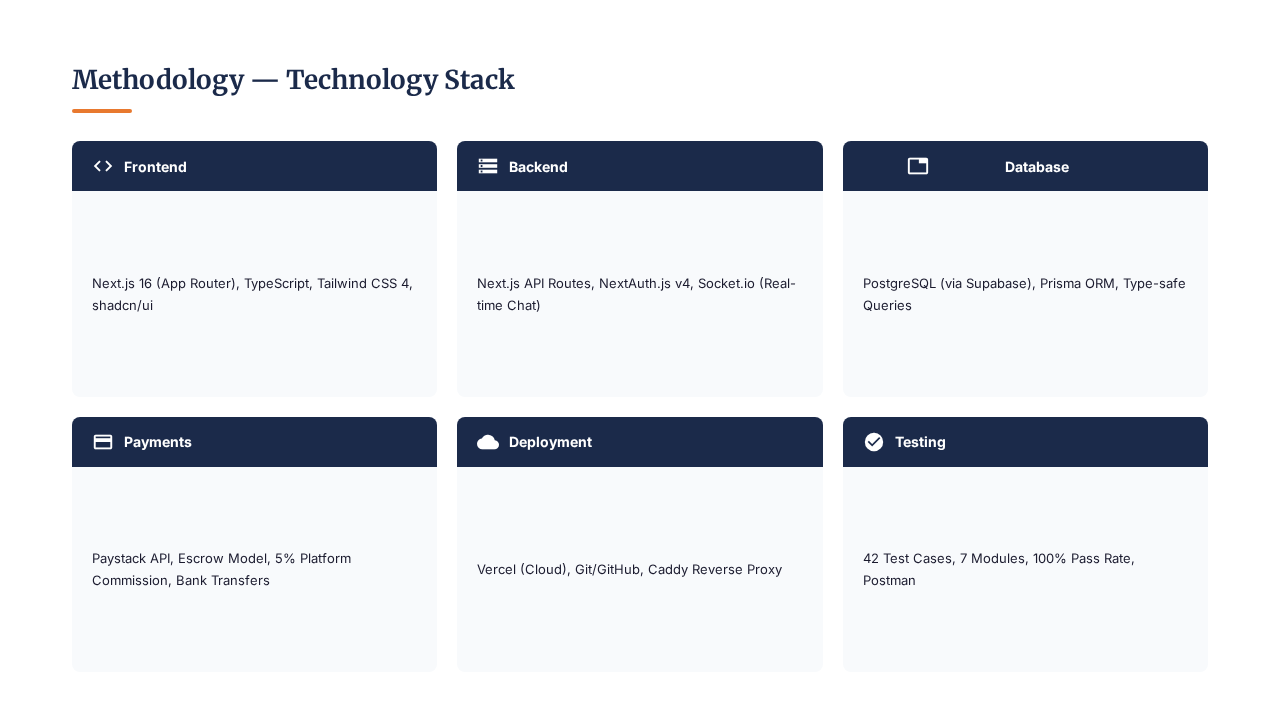 Methodology — Technology Stack
Frontend
Next.js 16 (App Router), TypeScript, Tailwind CSS 4,
shadcn/ui
Backend
Next.js API Routes, NextAuth.js v4, Socket.io (Real-
time Chat)
Database
PostgreSQL (via Supabase), Prisma ORM, Type-safe
Queries
Payments
Paystack API, Escrow Model, 5% Platform
Commission, Bank Transfers
Deployment
Vercel (Cloud), Git/GitHub, Caddy Reverse Proxy
Testing
42 Test Cases, 7 Modules, 100% Pass Rate,
Postman